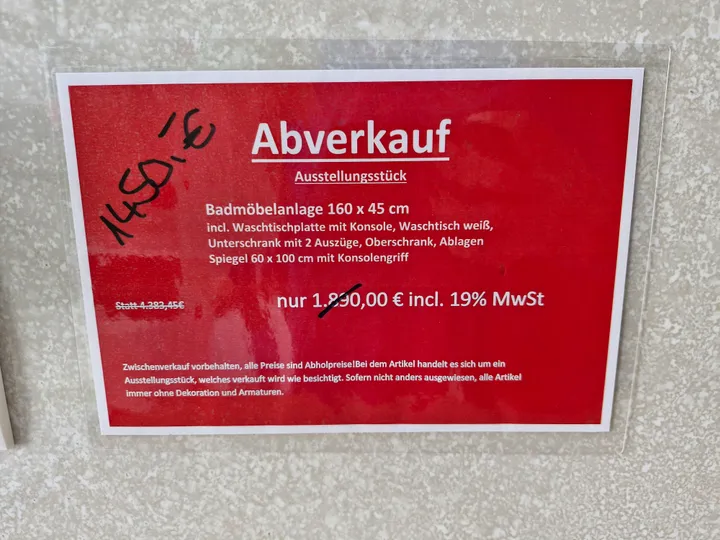 1450,-€
Abverkauf
Ausstellungsstück
Badmöbelanlage 160 x 45 cm
incl. Waschtischplatte mit Konsole, Waschtisch weiß,
Unterschrank mit 2 Auszüge, Oberschrank, Ablagen
Spiegel 60 x 100 cm mit Konsolengriff
Statt 4.383,45€
nur 1.890,00 € incl. 19% MwSt
Zwischenverkauf vorbehalten, alle Preise sind Abholpreise!Bei dem Artikel handelt es sich um ein
Ausstellungsstück, welches verkauft wird wie besichtigt. Sofern nicht anders ausgewiesen, alle Artikel
immer ohne Dekoration und Armaturen.